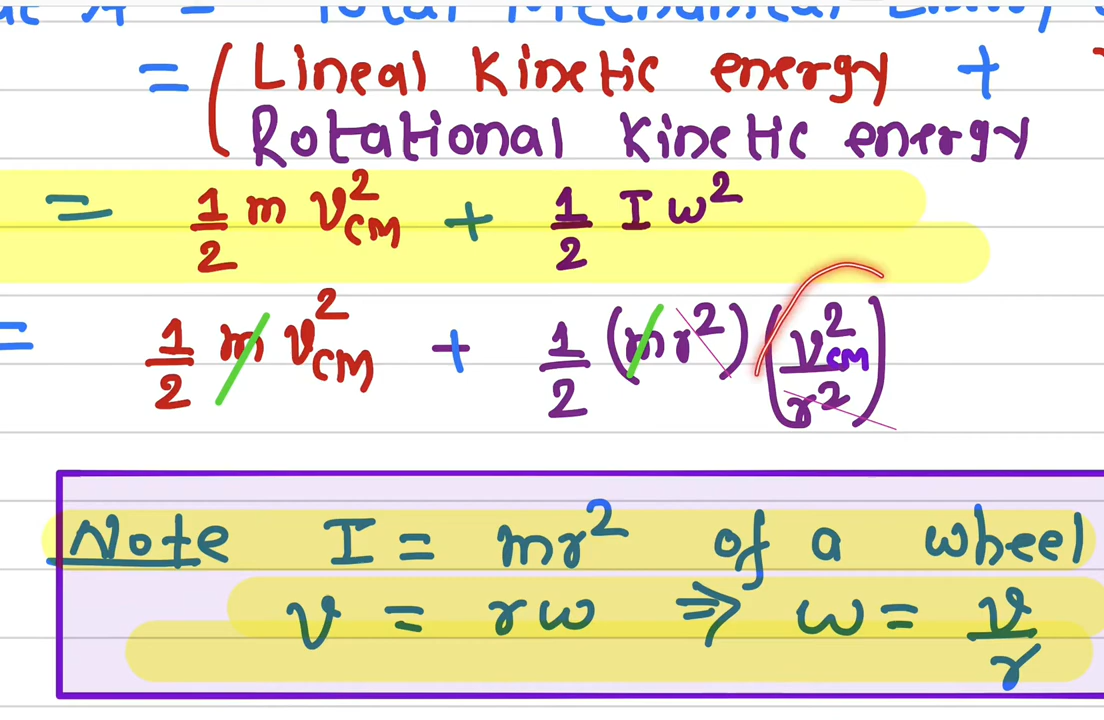 = (Lineal Kinetic energy +
Rotational Kinetic energy
= 1/2 m v²CM + 1/2 I ω²
= 1/2 m v²CM + 1/2 (m r²) (v²CM/r²)
Note I = mr² of a wheel
v = rω ⇒ ω = v/r